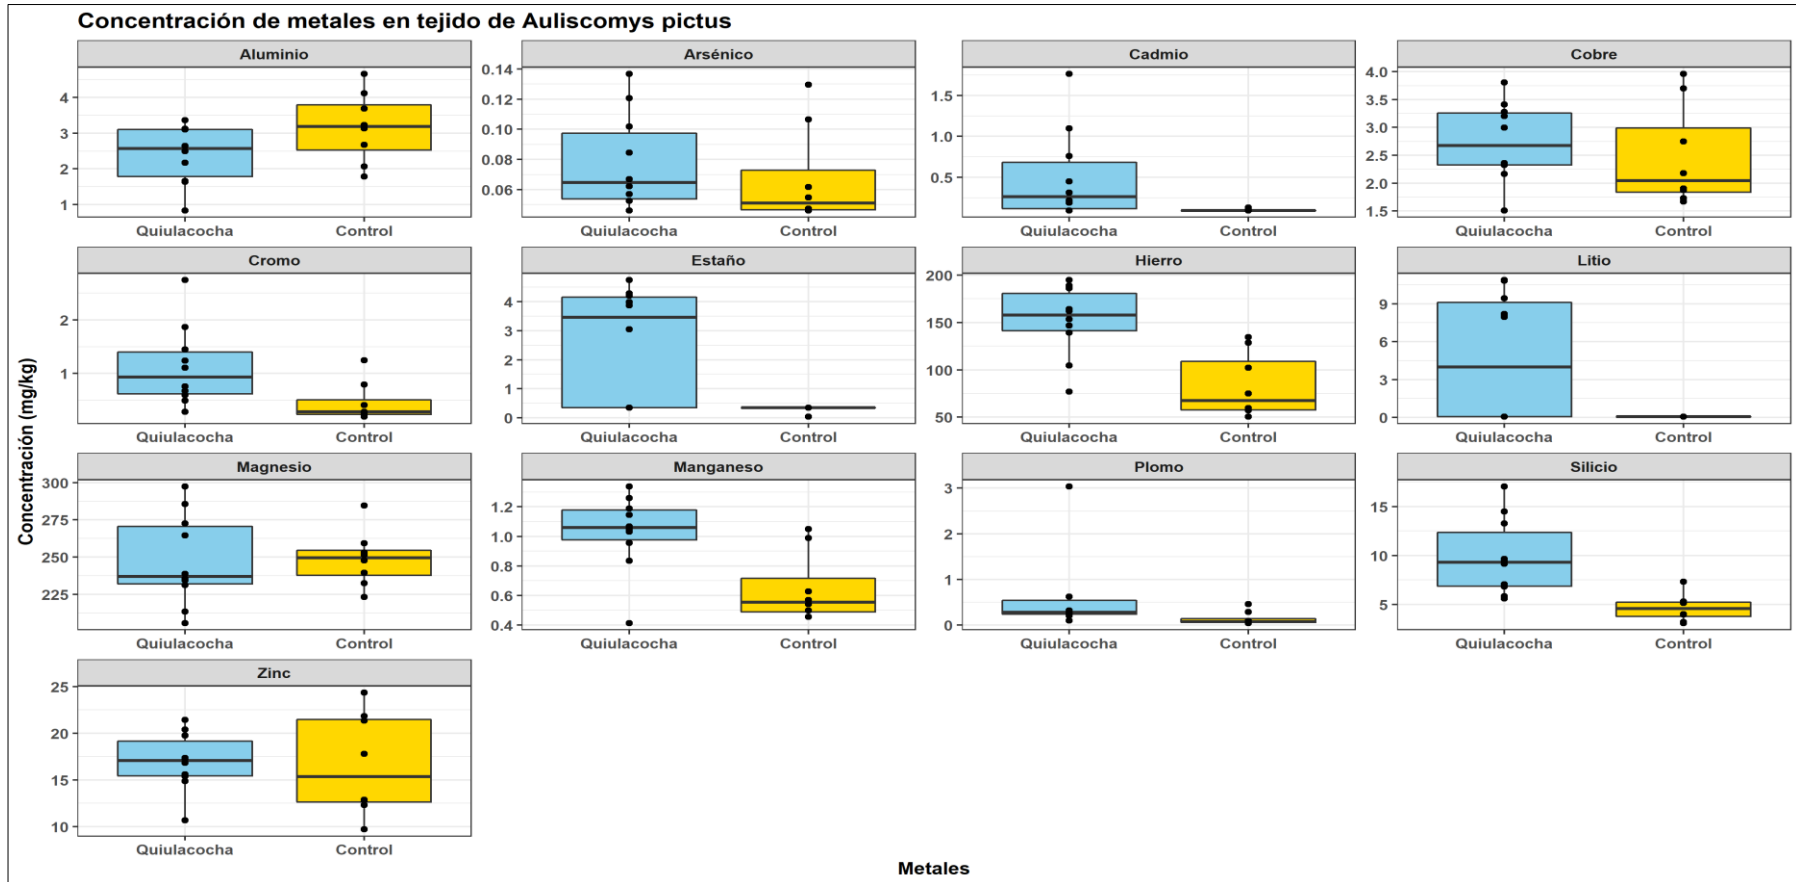 Concentración de metales en tejido de Auliscomys pictus
Concentración (mg/kg)
Aluminio
4
3
2
1
Quiulacocha Control
Arsénico
0.14
0.12
0.10
0.08
0.06
Quiulacocha Control
Cadmio
1.5
1.0
0.5
Quiulacocha Control
Cobre
4.0
3.5
3.0
2.5
2.0
1.5
Quiulacocha Control
Cromo
2
1
Quiulacocha Control
Estaño
4
3
2
1
0
Quiulacocha Control
Hierro
200
150
100
50
Quiulacocha Control
Litio
9
6
3
0
Quiulacocha Control
Magnesio
300
275
250
225
Quiulacocha Control
Manganeso
1.2
1.0
0.8
0.6
0.4
Quiulacocha Control
Plomo
3
2
1
0
Quiulacocha Control
Silicio
15
10
5
Quiulacocha Control
Zinc
25
20
15
10
Quiulacocha Control
Metales